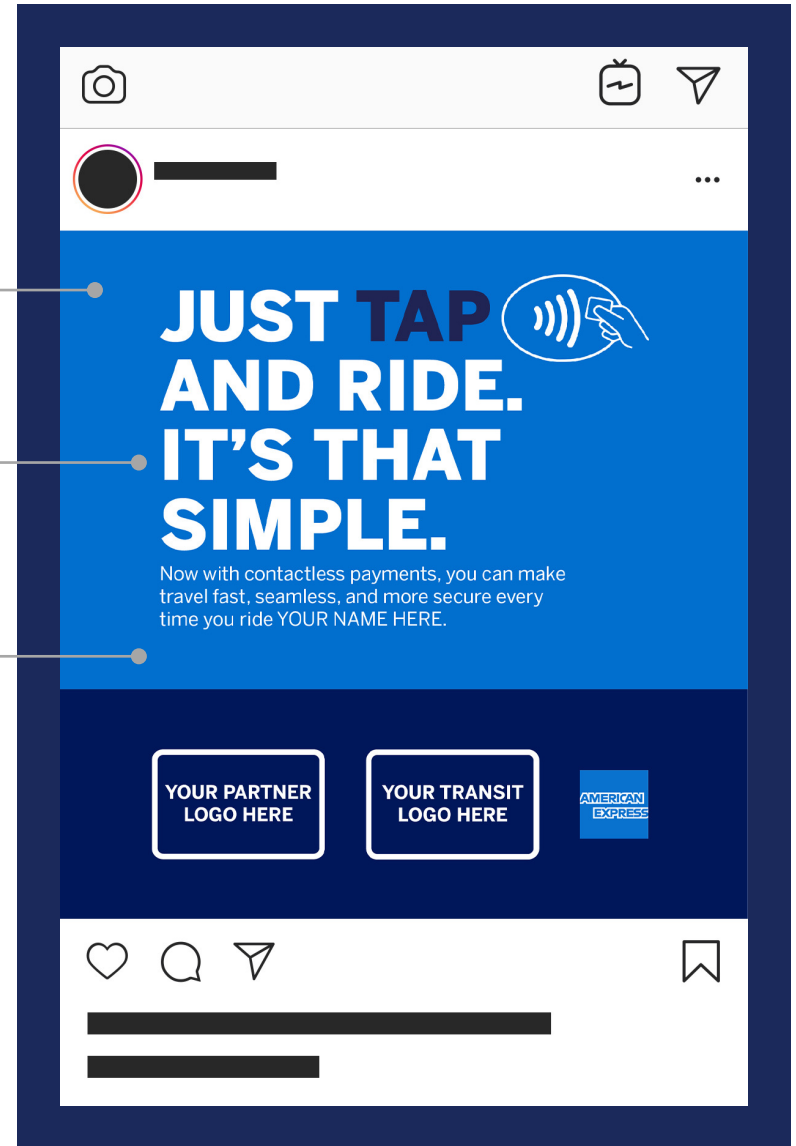 JUST TAP
AND RIDE.
IT’S THAT
SIMPLE.
Now with contactless payments, you can make
travel fast, seamless, and more secure every
time you ride YOUR NAME HERE.
YOUR PARTNER
LOGO HERE
YOUR TRANSIT
LOGO HERE
AMERICAN
EXPRESS